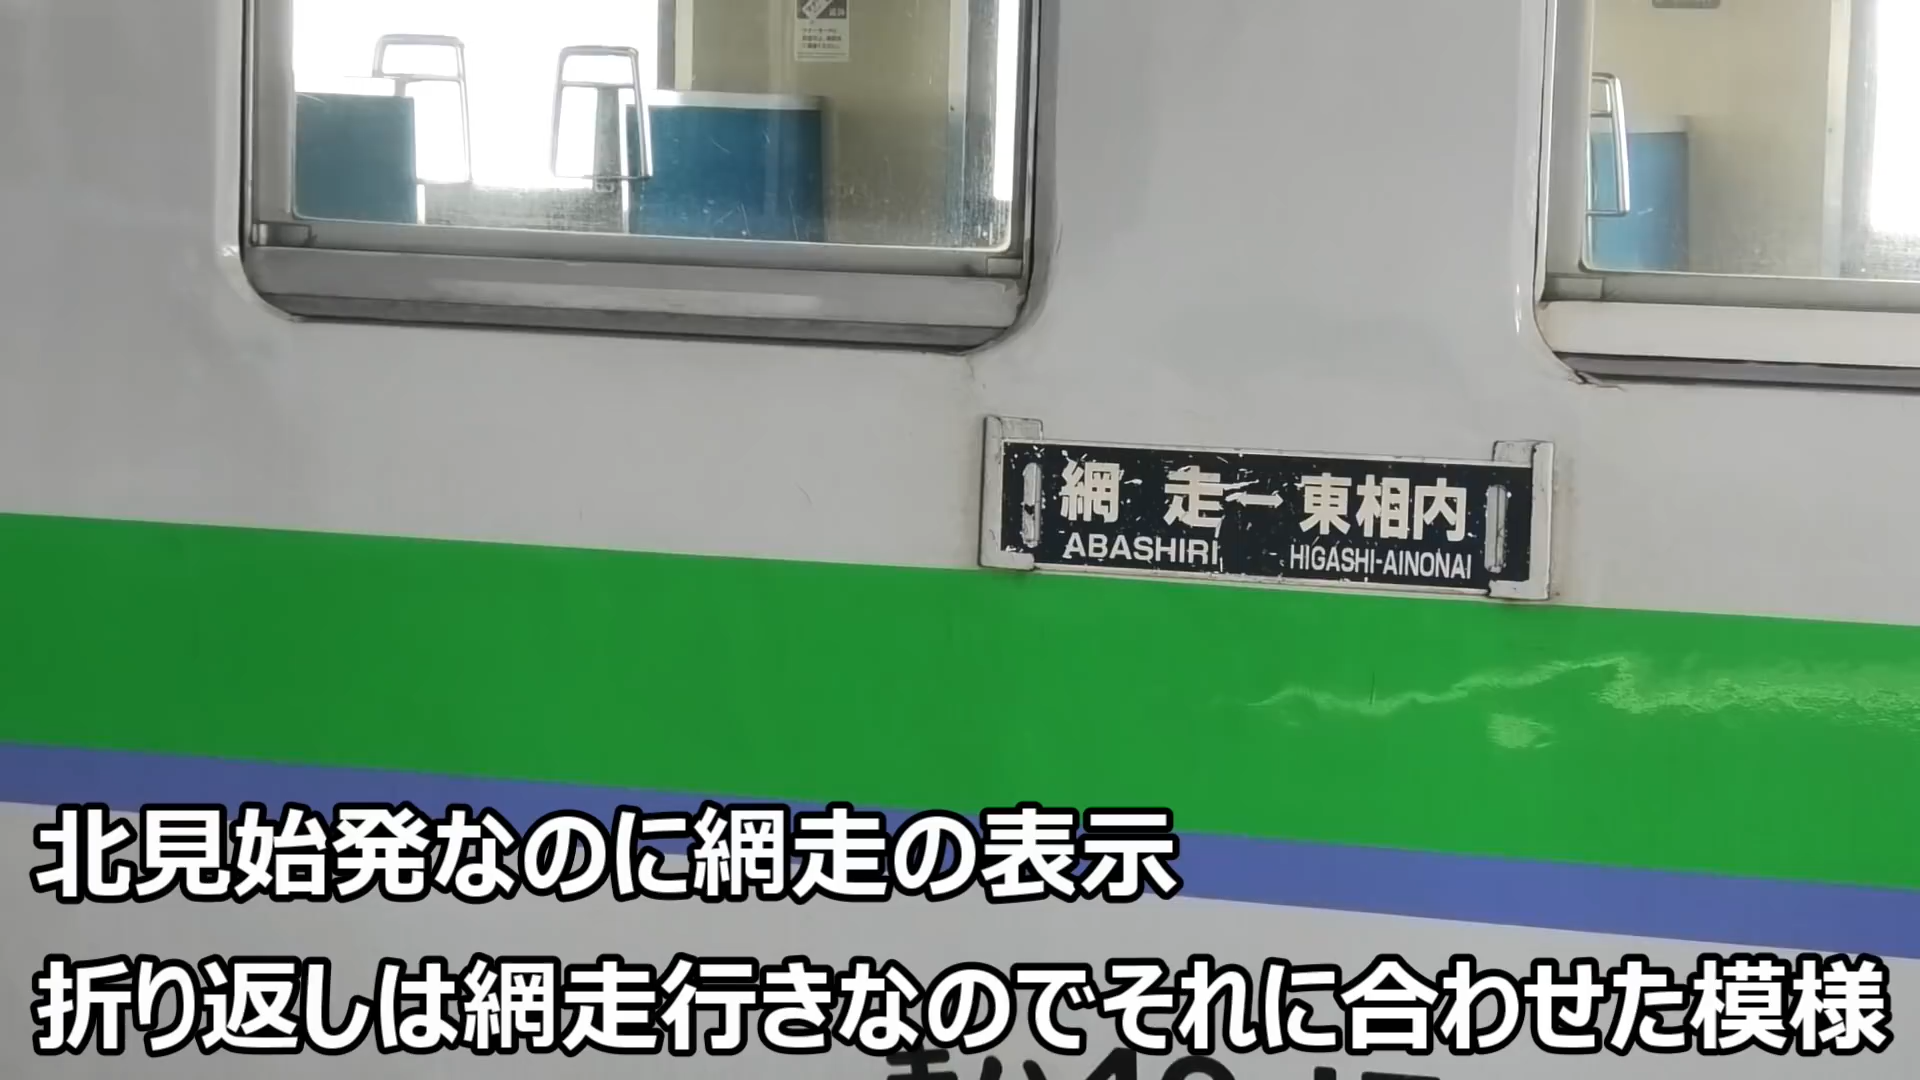 網 走ー東相内
ABASHIRI HIGASHI-AINONAI
北見始発なのに網走の表示
折り返しは網走行きなのでそれに合わせた模様